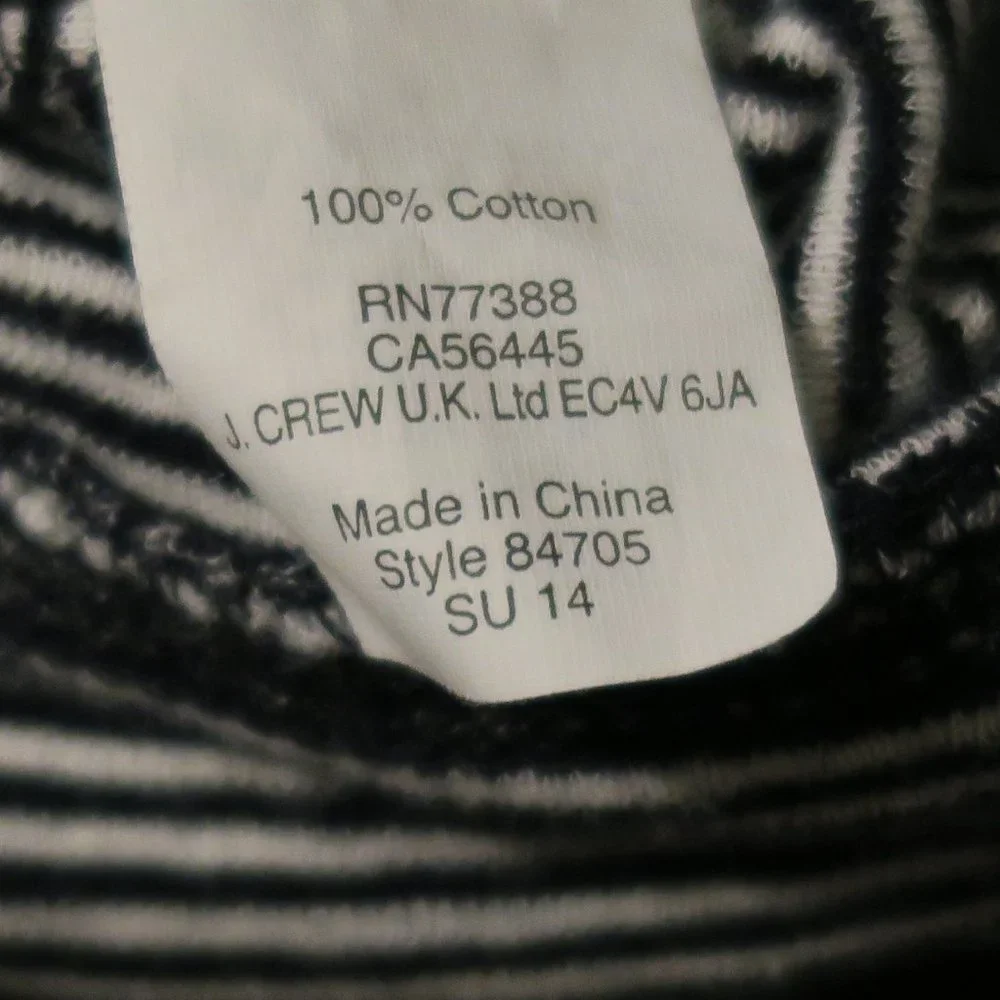 100% Cotton
RN77388
CA56445
J. CREW U.K. Ltd EC4V 6JA
Made in China
Style 84705
SU 14